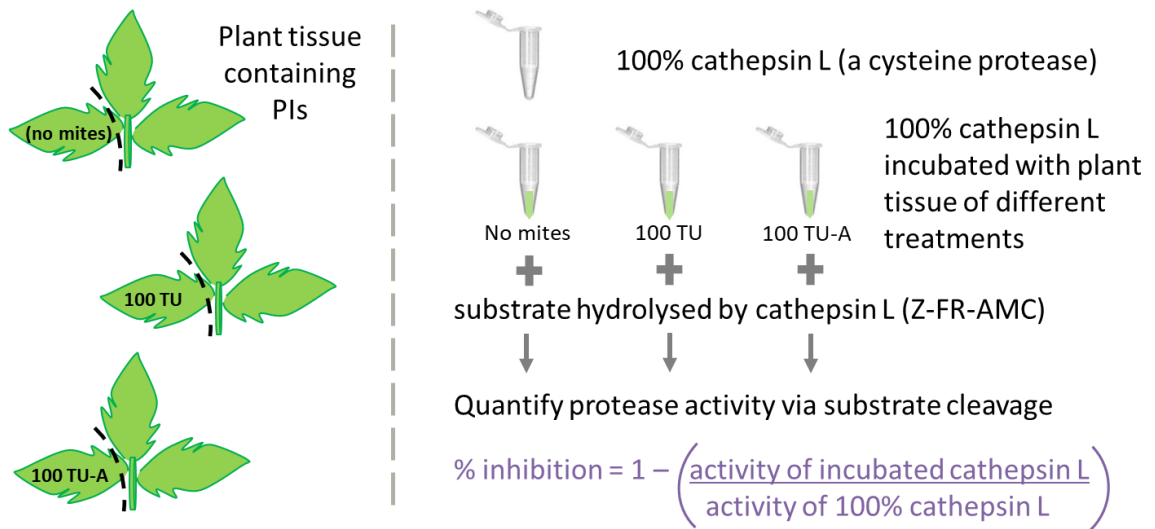 Plant tissue
containing
PIs
(no mites)
100 TU
100 TU-A
100% cathepsin L (a cysteine protease)
100% cathepsin L
incubated with plant
tissue of different
treatments
No mites
100 TU
100 TU-A
+ + +
substrate hydrolysed by cathepsin L (Z-FR-AMC)
Quantify protease activity via substrate cleavage
% inhibition = 1 – (activity of incubated cathepsin L
activity of 100% cathepsin L)